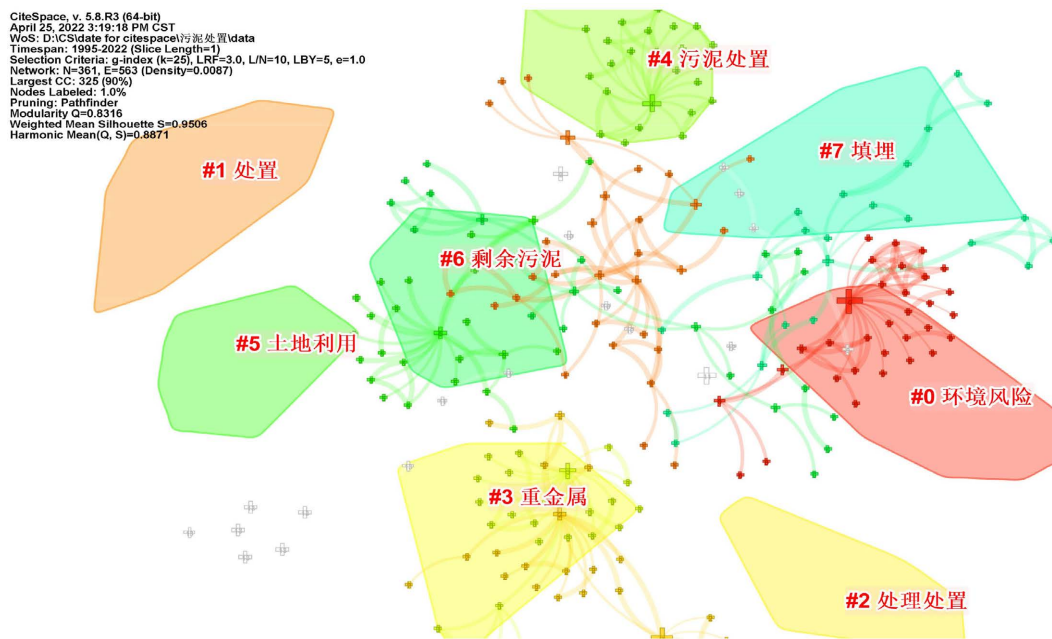 CiteSpace, v. 5.8.R3 (64-bit)
April 25, 2022 3:19:18 PM CST
WoS: D:\CS\date for citespace\污泥处置\data
Timespan: 1995-2022 (Slice Length=1)
Selection Criteria: g-index (k=25), LRF=3.0, L/N=10, LBY=5, e=1.0
Network: N=361, E=563 (Density=0.0087)
Largest CC: 325 (90%)
Nodes Labeled: 1.0%
Pruning: Pathfinder
Modularity Q=0.8316
Weighted Mean Silhouette S=0.9506
Harmonic Mean(Q, S)=0.8871
#4 污泥处置
#7 填埋
#1 处置
#6 剩余污泥
#5 土地利用
#0 环境风险
#3 重金属
#2 处理处置